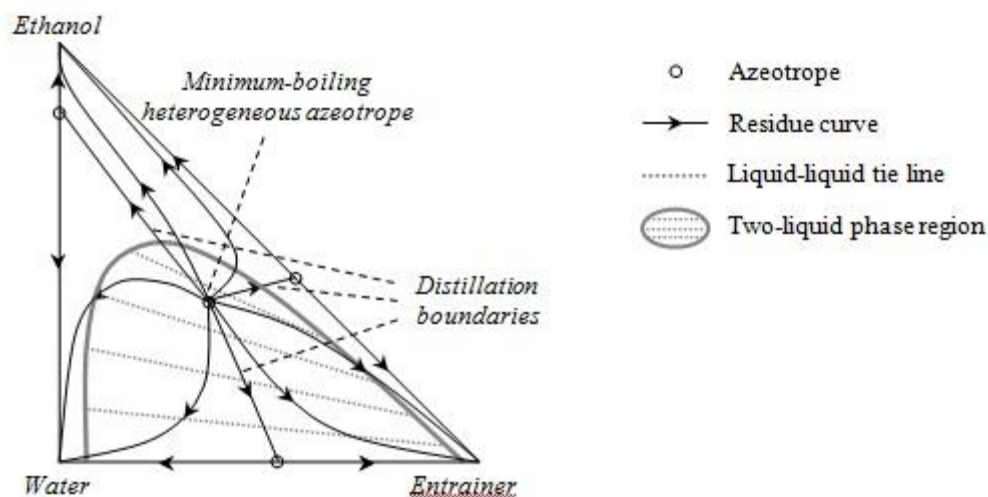 Ethanol
Minimum-boiling
heterogeneous azeotrope
Distillation
boundaries
Water
Entrainer
Azeotrope
Residue curve
Liquid-liquid tie line
Two-liquid phase region